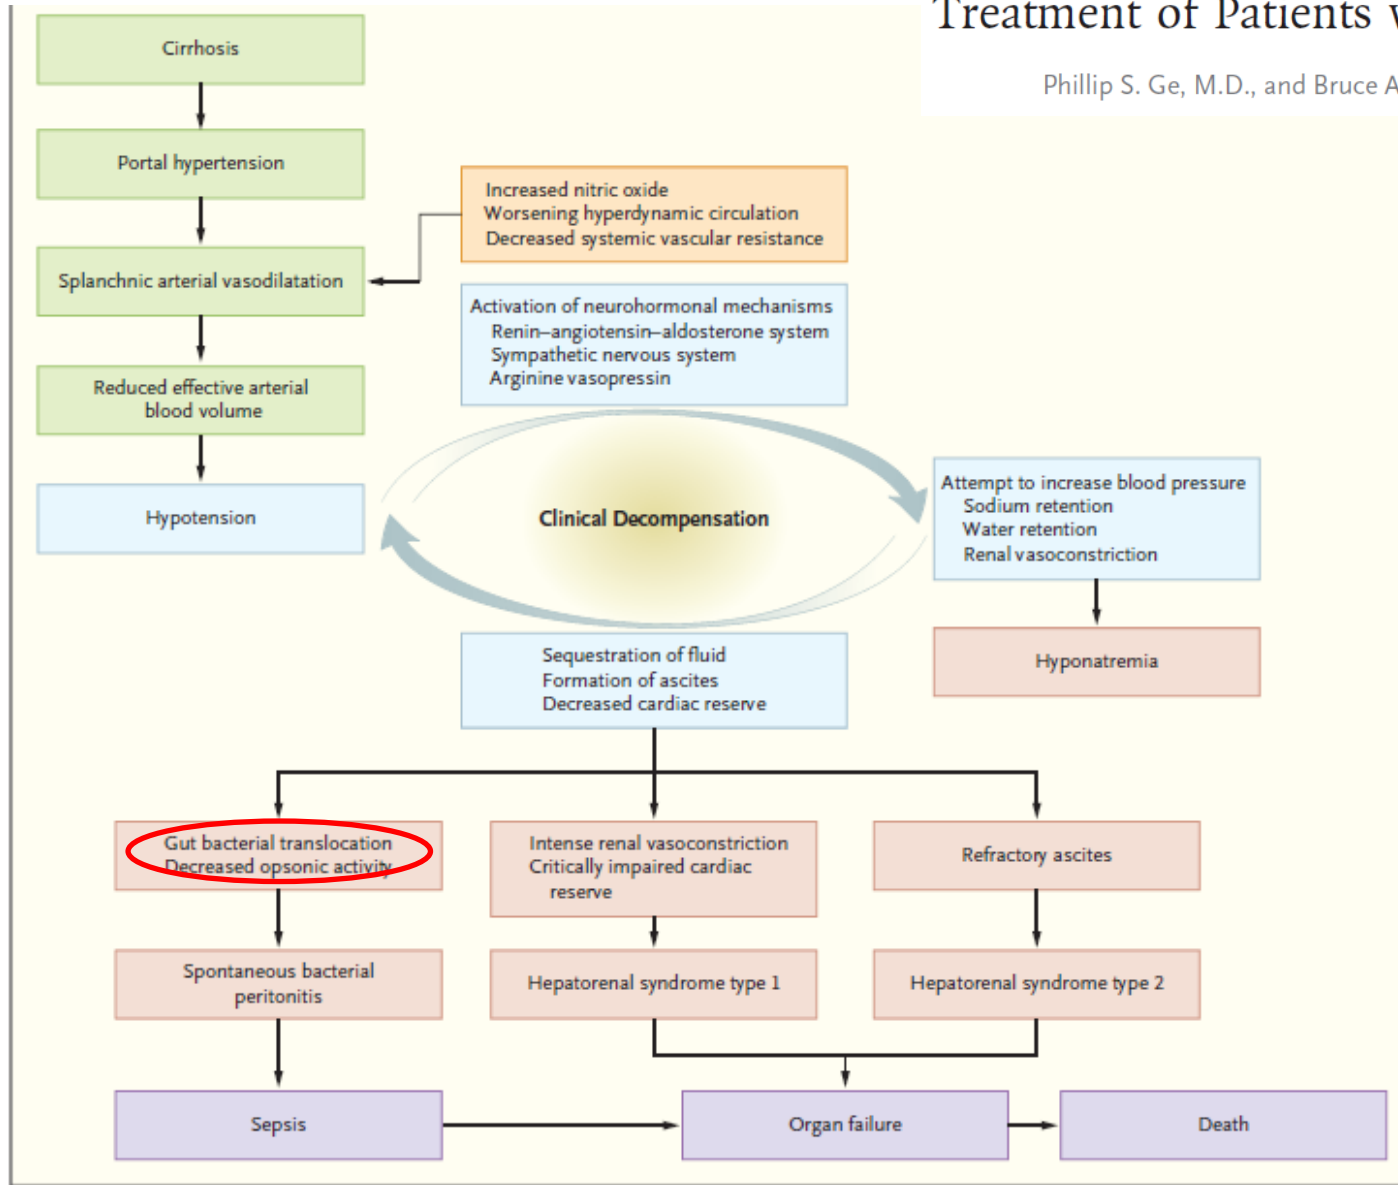 Treatment of Patients
Phillip S. Ge, M.D., and Bruce A
Cirrhosis
Portal hypertension
Increased nitric oxide
Worsening hyperdynamic circulation
Decreased systemic vascular resistance
Splanchnic arterial vasodilatation
Activation of neurohormonal mechanisms
Renin–angiotensin–aldosterone system
Sympathetic nervous system
Arginine vasopressin
Reduced effective arterial
blood volume
Hypotension
Clinical Decompensation
Attempt to increase blood pressure
Sodium retention
Water retention
Renal vasoconstriction
Hyponatremia
Sequestration of fluid
Formation of ascites
Decreased cardiac reserve
Gut bacterial translocation
Decreased opsonic activity
Intense renal vasoconstriction
Critically impaired cardiac
reserve
Refractory ascites
Spontaneous bacterial
peritonitis
Hepatorenal syndrome type 1
Hepatorenal syndrome type 2
Sepsis
Organ failure
Death